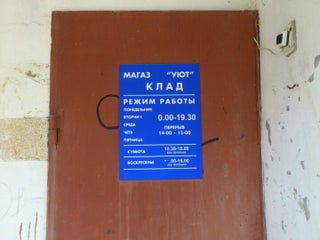 МАГАЗ "УЮТ"
КЛАД
РЕЖИМ РАБОТЫ
ПОНЕДЕЛЬНИК
ВТОРНИК 0.00-19.30
СРЕДА ПЕРЕРЫВ
ЧЕТВ 14-00 - 15-00
ПЯТНИЦА
СУББОТА
ВОСКРЕСЕНЬЕ